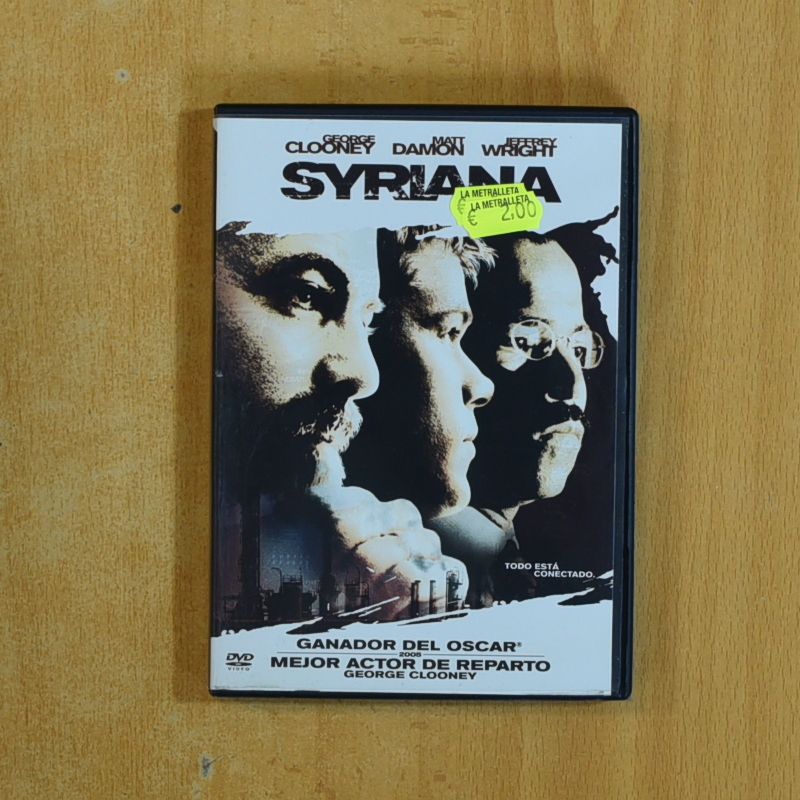 GEORGE CLOONEY MATT DAMON JEFFREY WRIGHT
SYRIANA
LA METRALLETA
LA METRALLETA
€
€ 2,00
TODO ESTÁ
CONECTADO.
GANADOR DEL OSCAR®
2005
MEJOR ACTOR DE REPARTO
GEORGE CLOONEY
DVD
VIDEO